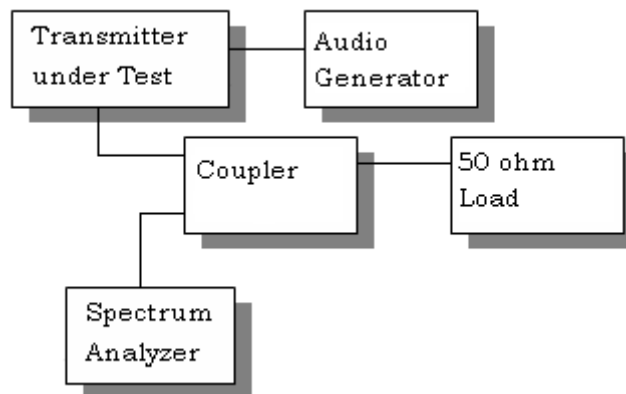 Transmitter
under Test
Audio
Generator
Coupler
50 ohm
Load
Spectrum
Analyzer